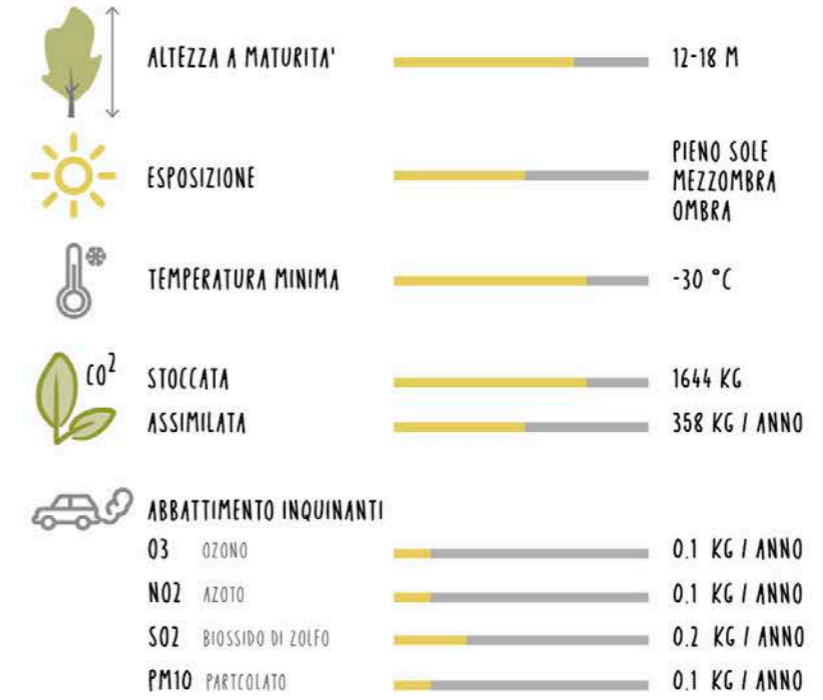 ALTEZZA A MATURITA' 12-18 M
ESPOSIZIONE PIENO SOLE
MEZZOMBRA
OMBRA
TEMPERATURA MINIMA -30 °C
CO2 STOCCATA 1644 KG
ASSIMILATA 358 KG / ANNO
ABBATTIMENTO INQUINANTI
O3 OZONO 0.1 KG / ANNO
NO2 AZOTO 0.1 KG / ANNO
SO2 BIOSSIDO DI ZOLFO 0.2 KG / ANNO
PM10 PARTCOLATO 0.1 KG / ANNO